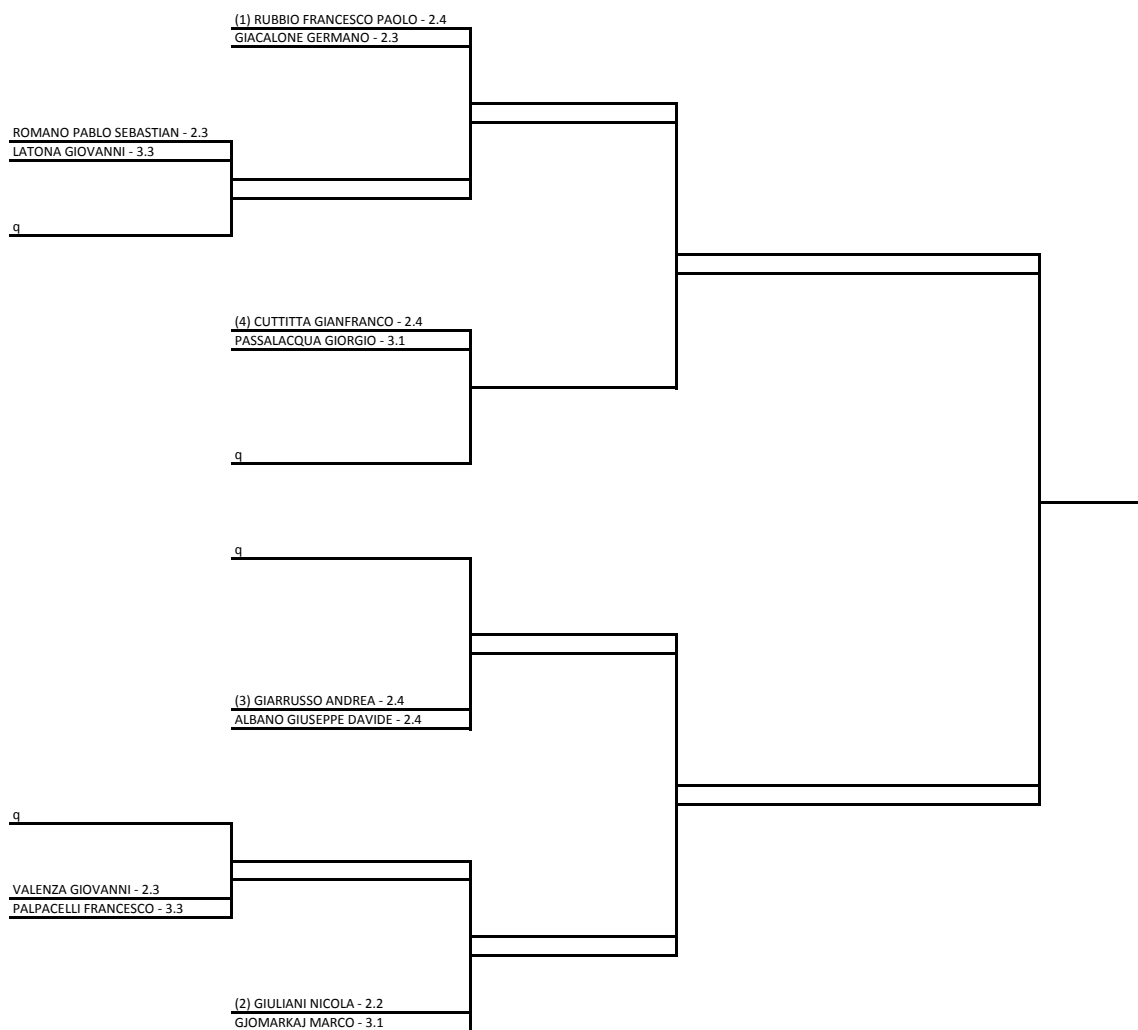 (1) RUBBIO FRANCESCO PAOLO - 2.4
GIACALONE GERMANO - 2.3
ROMANO PABLO SEBASTIAN - 2.3
LATONA GIOVANNI - 3.3
q
(4) CUTTITTA GIANFRANCO - 2.4
PASSALACQUA GIORGIO - 3.1
q
q
(3) GIARRUSSO ANDREA - 2.4
ALBANO GIUSEPPE DAVIDE - 2.4
q
VALENZA GIOVANNI - 2.3
PALPACELLI FRANCESCO - 3.3
(2) GIULIANI NICOLA - 2.2
GJOMARKAJ MARCO - 3.1